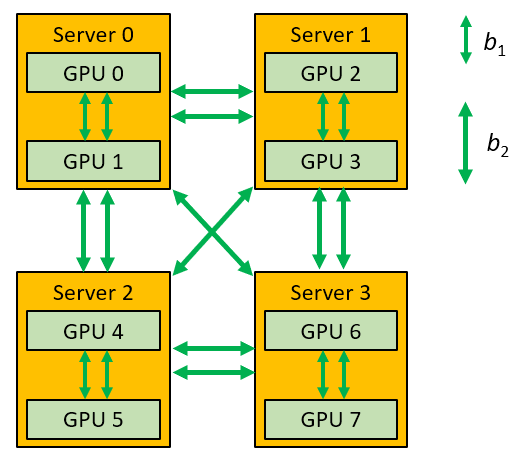 Server 0
GPU 0
GPU 1
Server 1
GPU 2
GPU 3
b1
b2
Server 2
GPU 4
GPU 5
Server 3
GPU 6
GPU 7